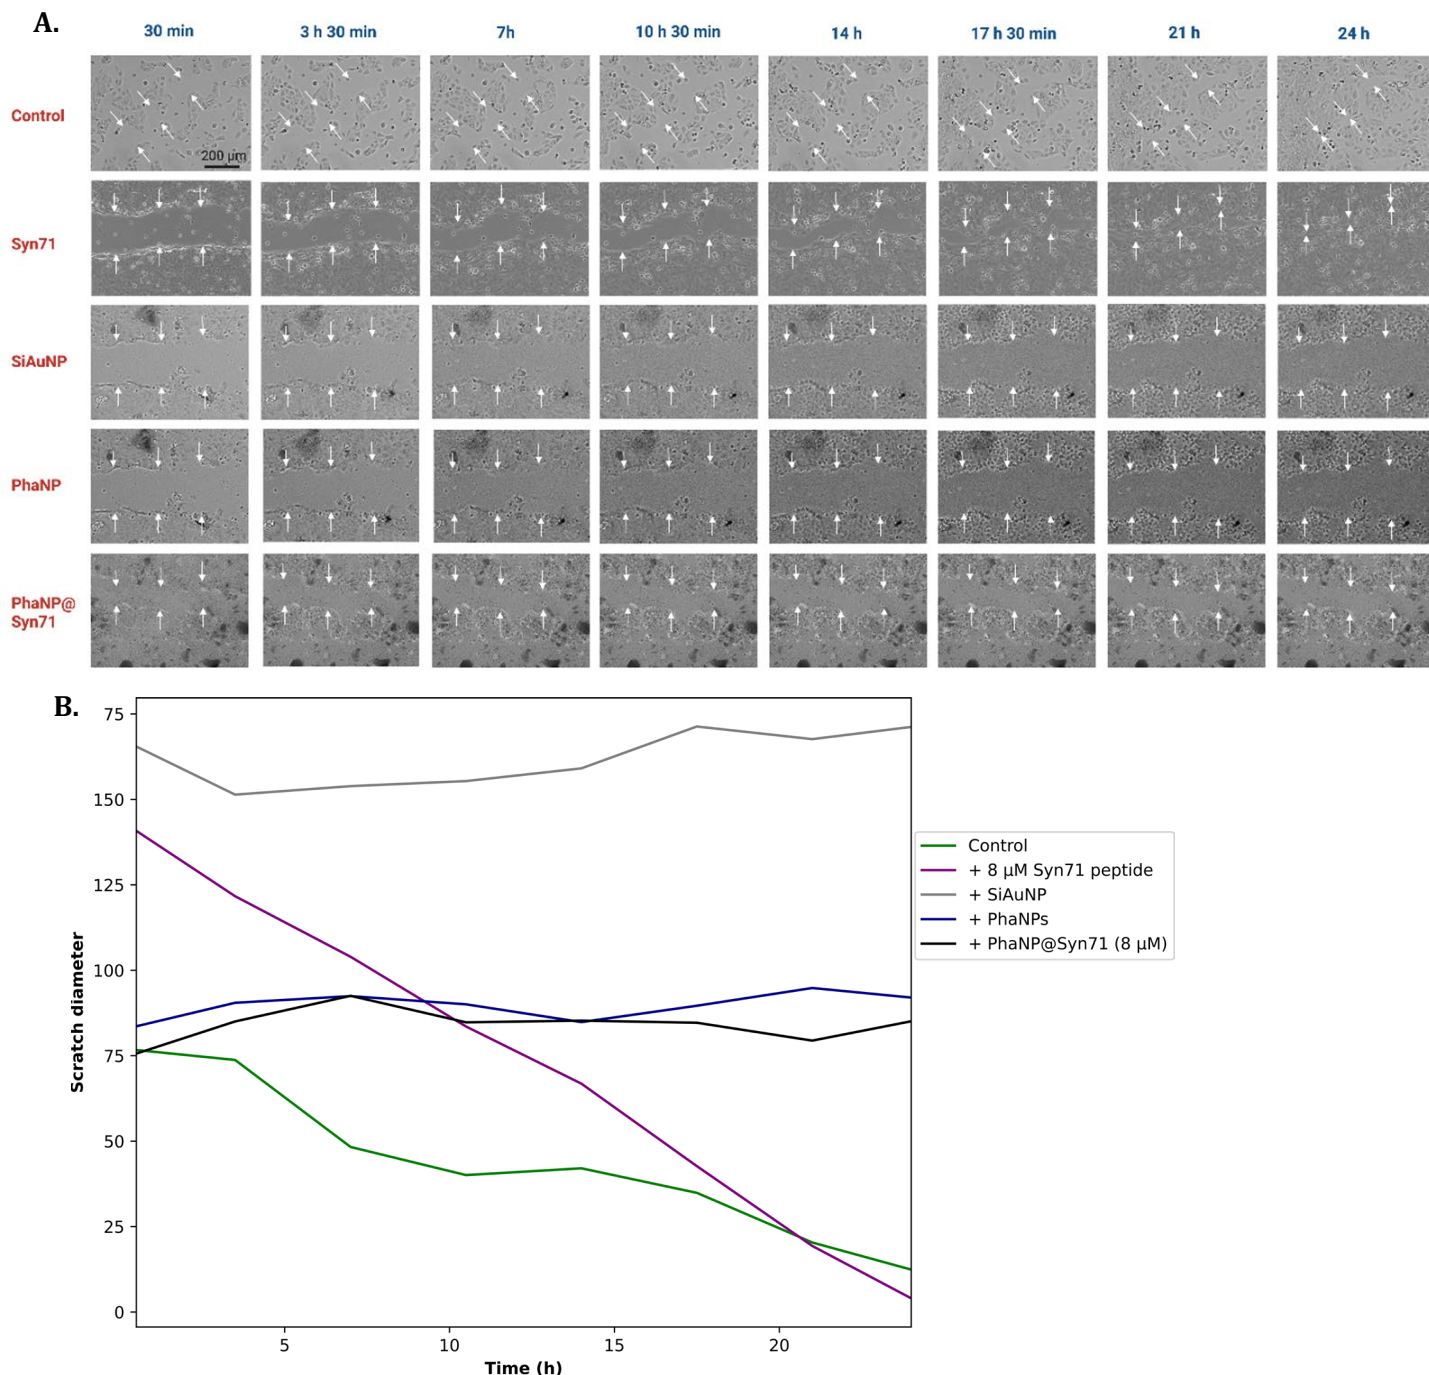 A.
30 min 3 h 30 min 7h 10 h 30 min 14 h 17 h 30 min 21 h 24 h
Control
200 µm
Syn71
SiAuNP
PhaNP
PhaNP@
Syn71
B.
75
150
125
100
75
50
25
0
Scratch diameter
5 10 15 20
Time (h)
Control
+ 8 µM Syn71 peptide
+ SiAuNP
+ PhaNPs
+ PhaNP@Syn71 (8 µM)